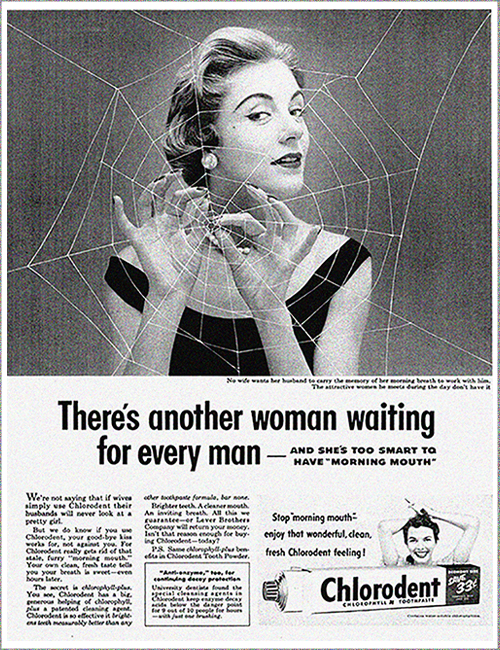 No wife wants her husband to carry the memory of her morning breath to work with him.
The attractive women he meets during the day don't have it
There's another woman waiting
for every man — AND SHE'S TOO SMART TO
HAVE "MORNING MOUTH"
We're not saying that if wives
simply use Chlorodent their
husbands will never look at a
pretty girl.
But we do know if you use
Chlorodent, your good-bye kiss
works for, not against you. For
Chlorodent really gets rid of that
stale, furry "morning mouth."
Your own clean, fresh taste tells
you your breath is sweet—even
hours later.
The secret is chlorophyll-plus.
You see, Chlorodent has a big,
generous helping of chlorophyll,
plus a patented cleaning agent.
Chlorodent is so effective it bright-
ens teeth measurably better than any
other toothpaste formula, bar none.
Brighter teeth. A cleaner mouth.
An inviting breath. All this we
guarantee—or Lever Brothers
Company will return your money.
Isn't that reason enough for buy-
ing Chlorodent—today?
P.S. Same chlorophyll-plus ben-
efits in Chlorodent Tooth Powder.
"Anti-enzyme," too, for
continuing decay protection
University dentists found the
special cleansing agents in
Chlorodent keep enzyme decay
acids below the danger point
for 9 out of 10 people for hours
—with just one brushing.
Stop "morning mouth"—
enjoy that wonderful, clean,
fresh Chlorodent feeling!
Chlorodent
CHLOROPHYLL TOOTHPASTE
SAVE
33¢